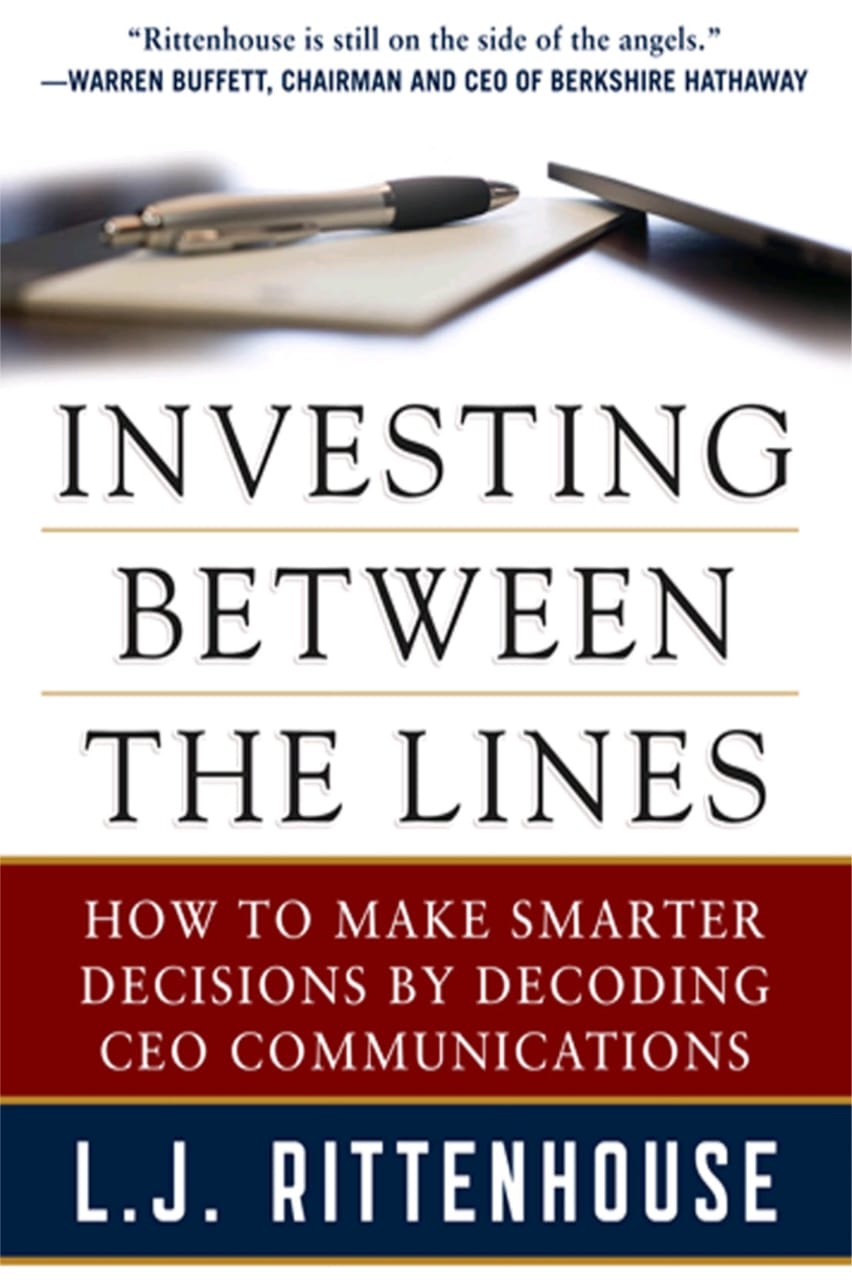 “Rittenhouse is still on the side of the angels.”
—WARREN BUFFETT, CHAIRMAN AND CEO OF BERKSHIRE HATHAWAY
INVESTING
BETWEEN
THE LINES
HOW TO MAKE SMARTER
DECISIONS BY DECODING
CEO COMMUNICATIONS
L.J. RITTENHOUSE